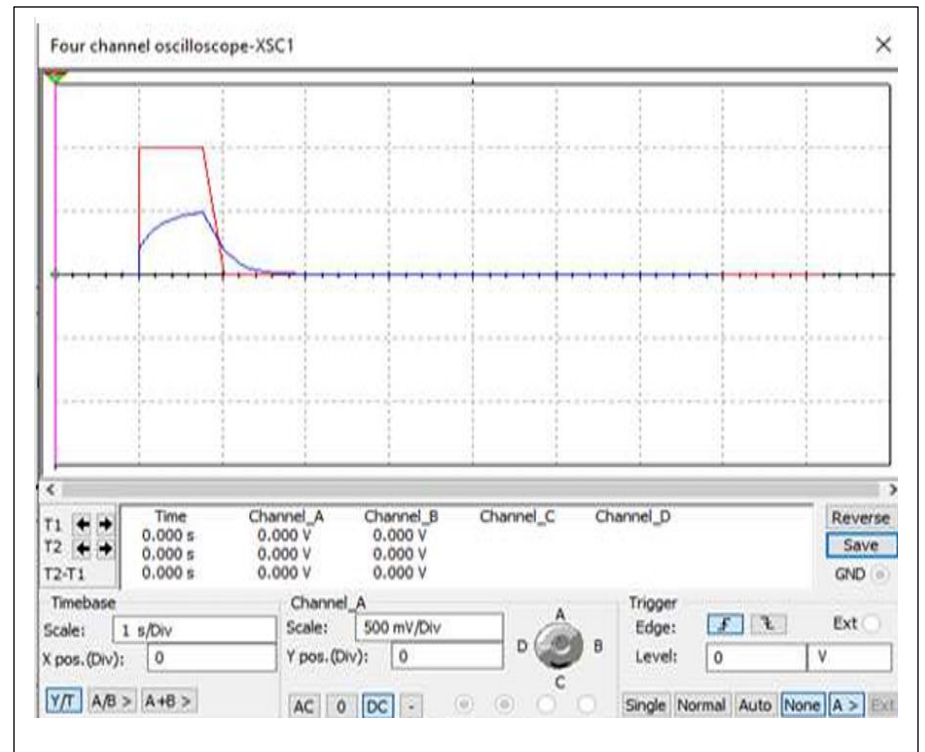 Four channel oscilloscope-XSC1
Time Channel_A Channel_B Channel_C Channel_D
T1 0.000 s 0.000 V 0.000 V
T2 0.000 s 0.000 V 0.000 V
T2-T1 0.000 s 0.000 V 0.000 V
Reverse
Save
GND
Timebase
Scale: 1 s/Div
X pos.(Div): 0
Y/T A/B > A+B >
Channel_A
Scale: 500 mV/Div
Y pos.(Div): 0
AC 0 DC -
A
D B
C
Trigger
Edge: Ext
Level: 0 V
Single Normal Auto None A > Ext